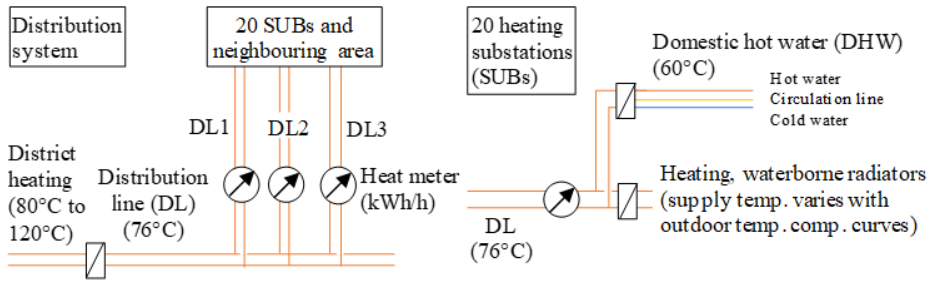 Distribution
system
20 SUBs and
neighbouring area
DL1
DL2
DL3
District
heating
(80°C to
120°C)
Distribution
line (DL)
(76°C)
Heat meter
(kWh/h)
20 heating
substations
(SUBs)
Domestic hot water (DHW)
(60°C)
Hot water
Circulation line
Cold water
DL
(76°C)
Heating, waterborne radiators
(supply temp. varies with
outdoor temp. comp. curves)